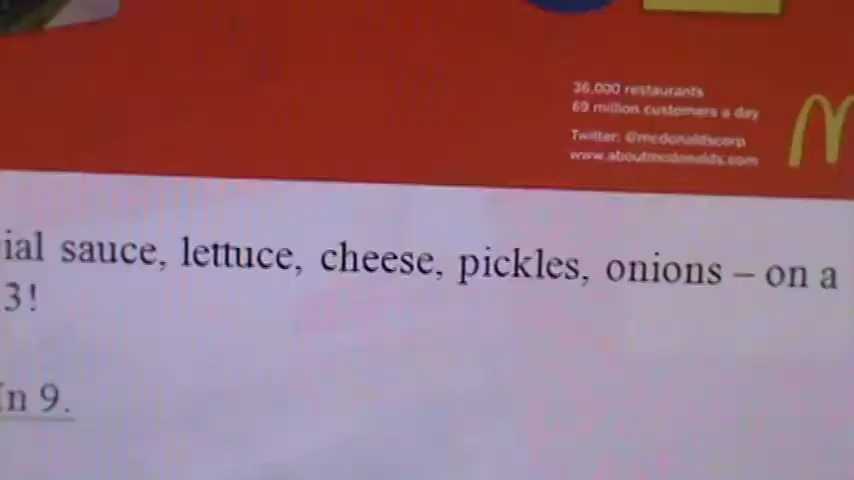 36,000 restaurants
69 million customers a day
Twitter: @mcdonaldscorp
www.aboutmcdonalds.com
ial sauce, lettuce, cheese, pickles, onions – on a
3!
In 9.